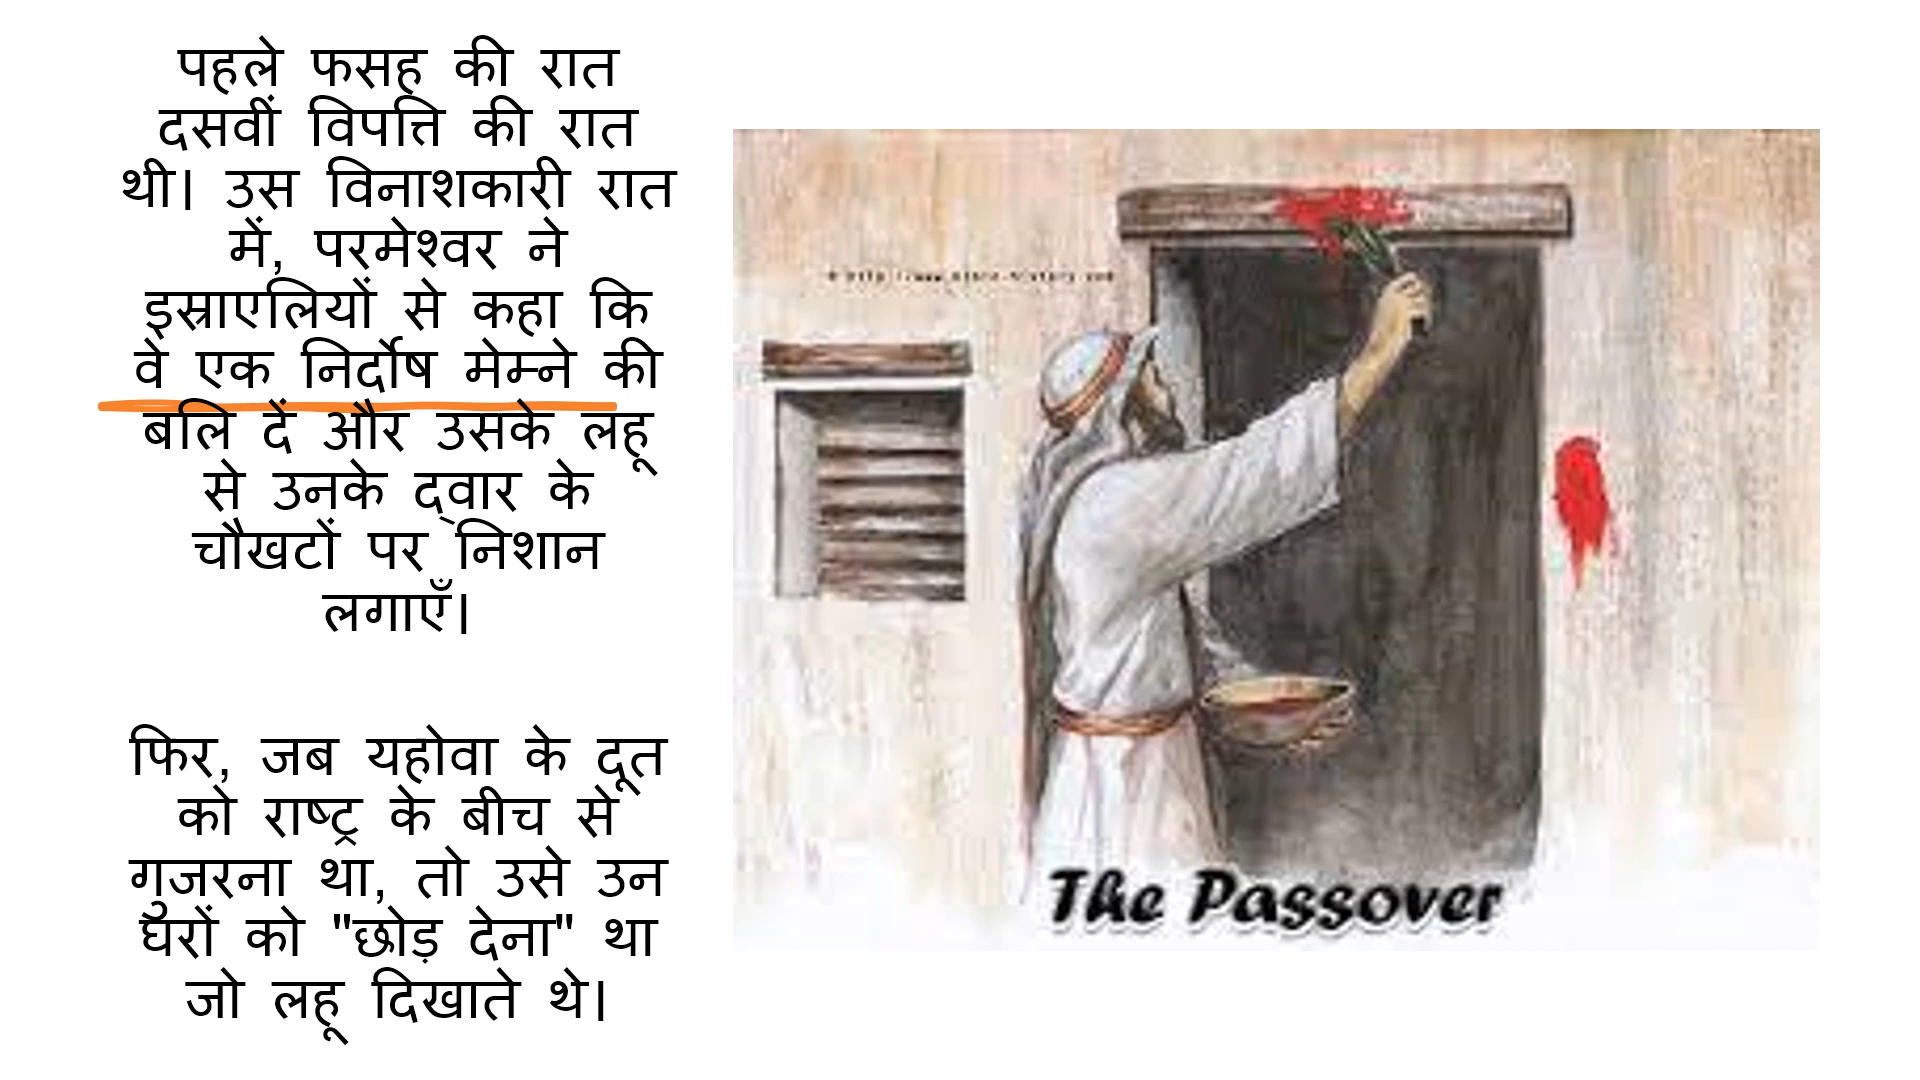 पहले फसह की रात
दसवीं विपत्ति की रात
थी। उस विनाशकारी रात
में, परमेश्वर ने
इस्राएलियों से कहा कि
वे एक निर्दोष मेम्ने की
बलि दें और उसके लहू
से उनके द्वार के
चौखटों पर निशान
लगाएँ।
फिर, जब यहोवा के दूत
को राष्ट्र के बीच से
गुजरना था, तो उसे उन
घरों को "छोड़ देना" था
जो लहू दिखाते थे।
The Passover